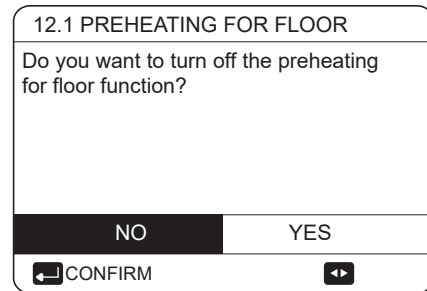 12.1 PREHEATING FOR FLOOR
Do you want to turn off the preheating
for floor function?
NO YES
CONFIRM